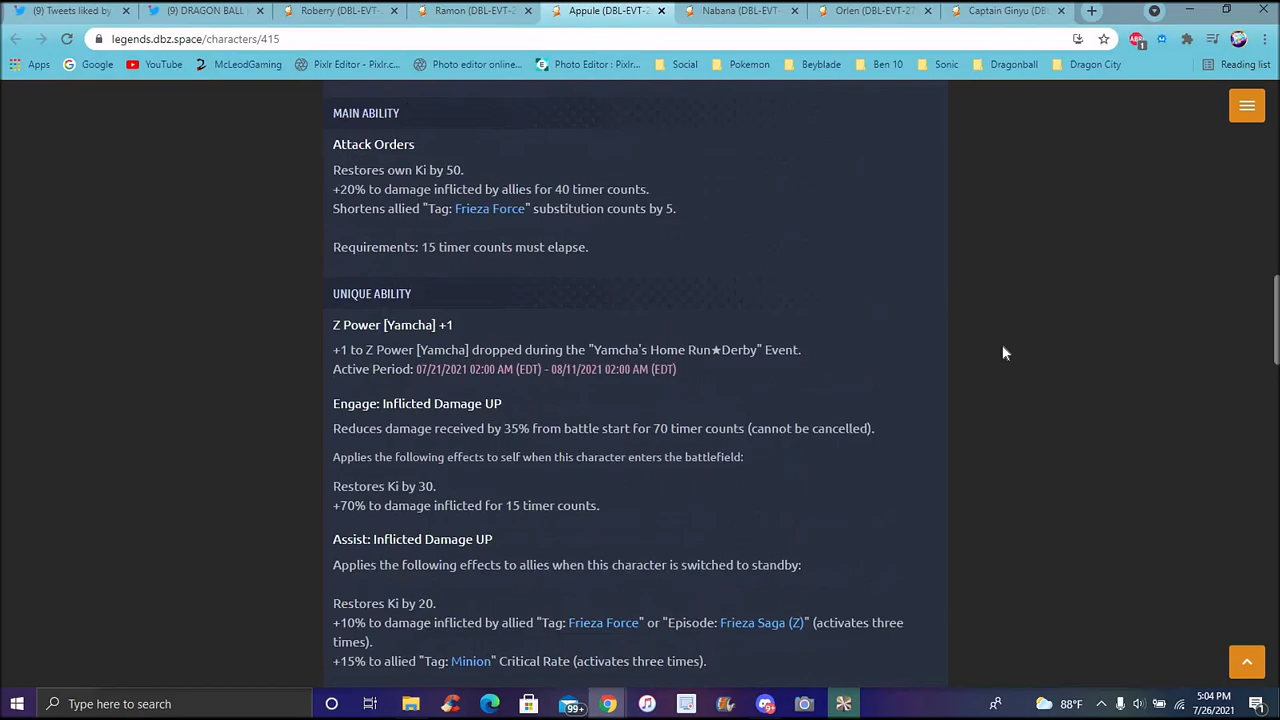 (9) Tweets liked by
(9) DRAGON BALL
Roberry (DBL-EVT-
Ramon (DBL-EVT-2
Appule (DBL-EVT-2
Nabana (DBL-EVT-
Orlen (DBL-EVT-27
Captain Ginyu (DB
legends.dbz.space/characters/415
ABP
1
Apps
Google
YouTube
McLeodGaming
Pixlr Editor - Pixlr.c...
Photo editor online...
Photo Editor : Pixlr...
Social
Pokemon
Beyblade
Ben 10
Sonic
Dragonball
Dragon City
Reading list
MAIN ABILITY
Attack Orders
Restores own Ki by 50.
+20% to damage inflicted by allies for 40 timer counts.
Shortens allied "Tag: Frieza Force" substitution counts by 5.
Requirements: 15 timer counts must elapse.
UNIQUE ABILITY
Z Power [Yamcha] +1
+1 to Z Power [Yamcha] dropped during the "Yamcha's Home Run★Derby" Event.
Active Period: 07/21/2021 02:00 AM (EDT) - 08/11/2021 02:00 AM (EDT)
Engage: Inflicted Damage UP
Reduces damage received by 35% from battle start for 70 timer counts (cannot be cancelled).
Applies the following effects to self when this character enters the battlefield:
Restores Ki by 30.
+70% to damage inflicted for 15 timer counts.
Assist: Inflicted Damage UP
Applies the following effects to allies when this character is switched to standby:
Restores Ki by 20.
+10% to damage inflicted by allied "Tag: Frieza Force" or "Episode: Frieza Saga (Z)" (activates three
times).
+15% to allied "Tag: Minion" Critical Rate (activates three times).
Type here to search
99+
88°F
5:04 PM
7/26/2021